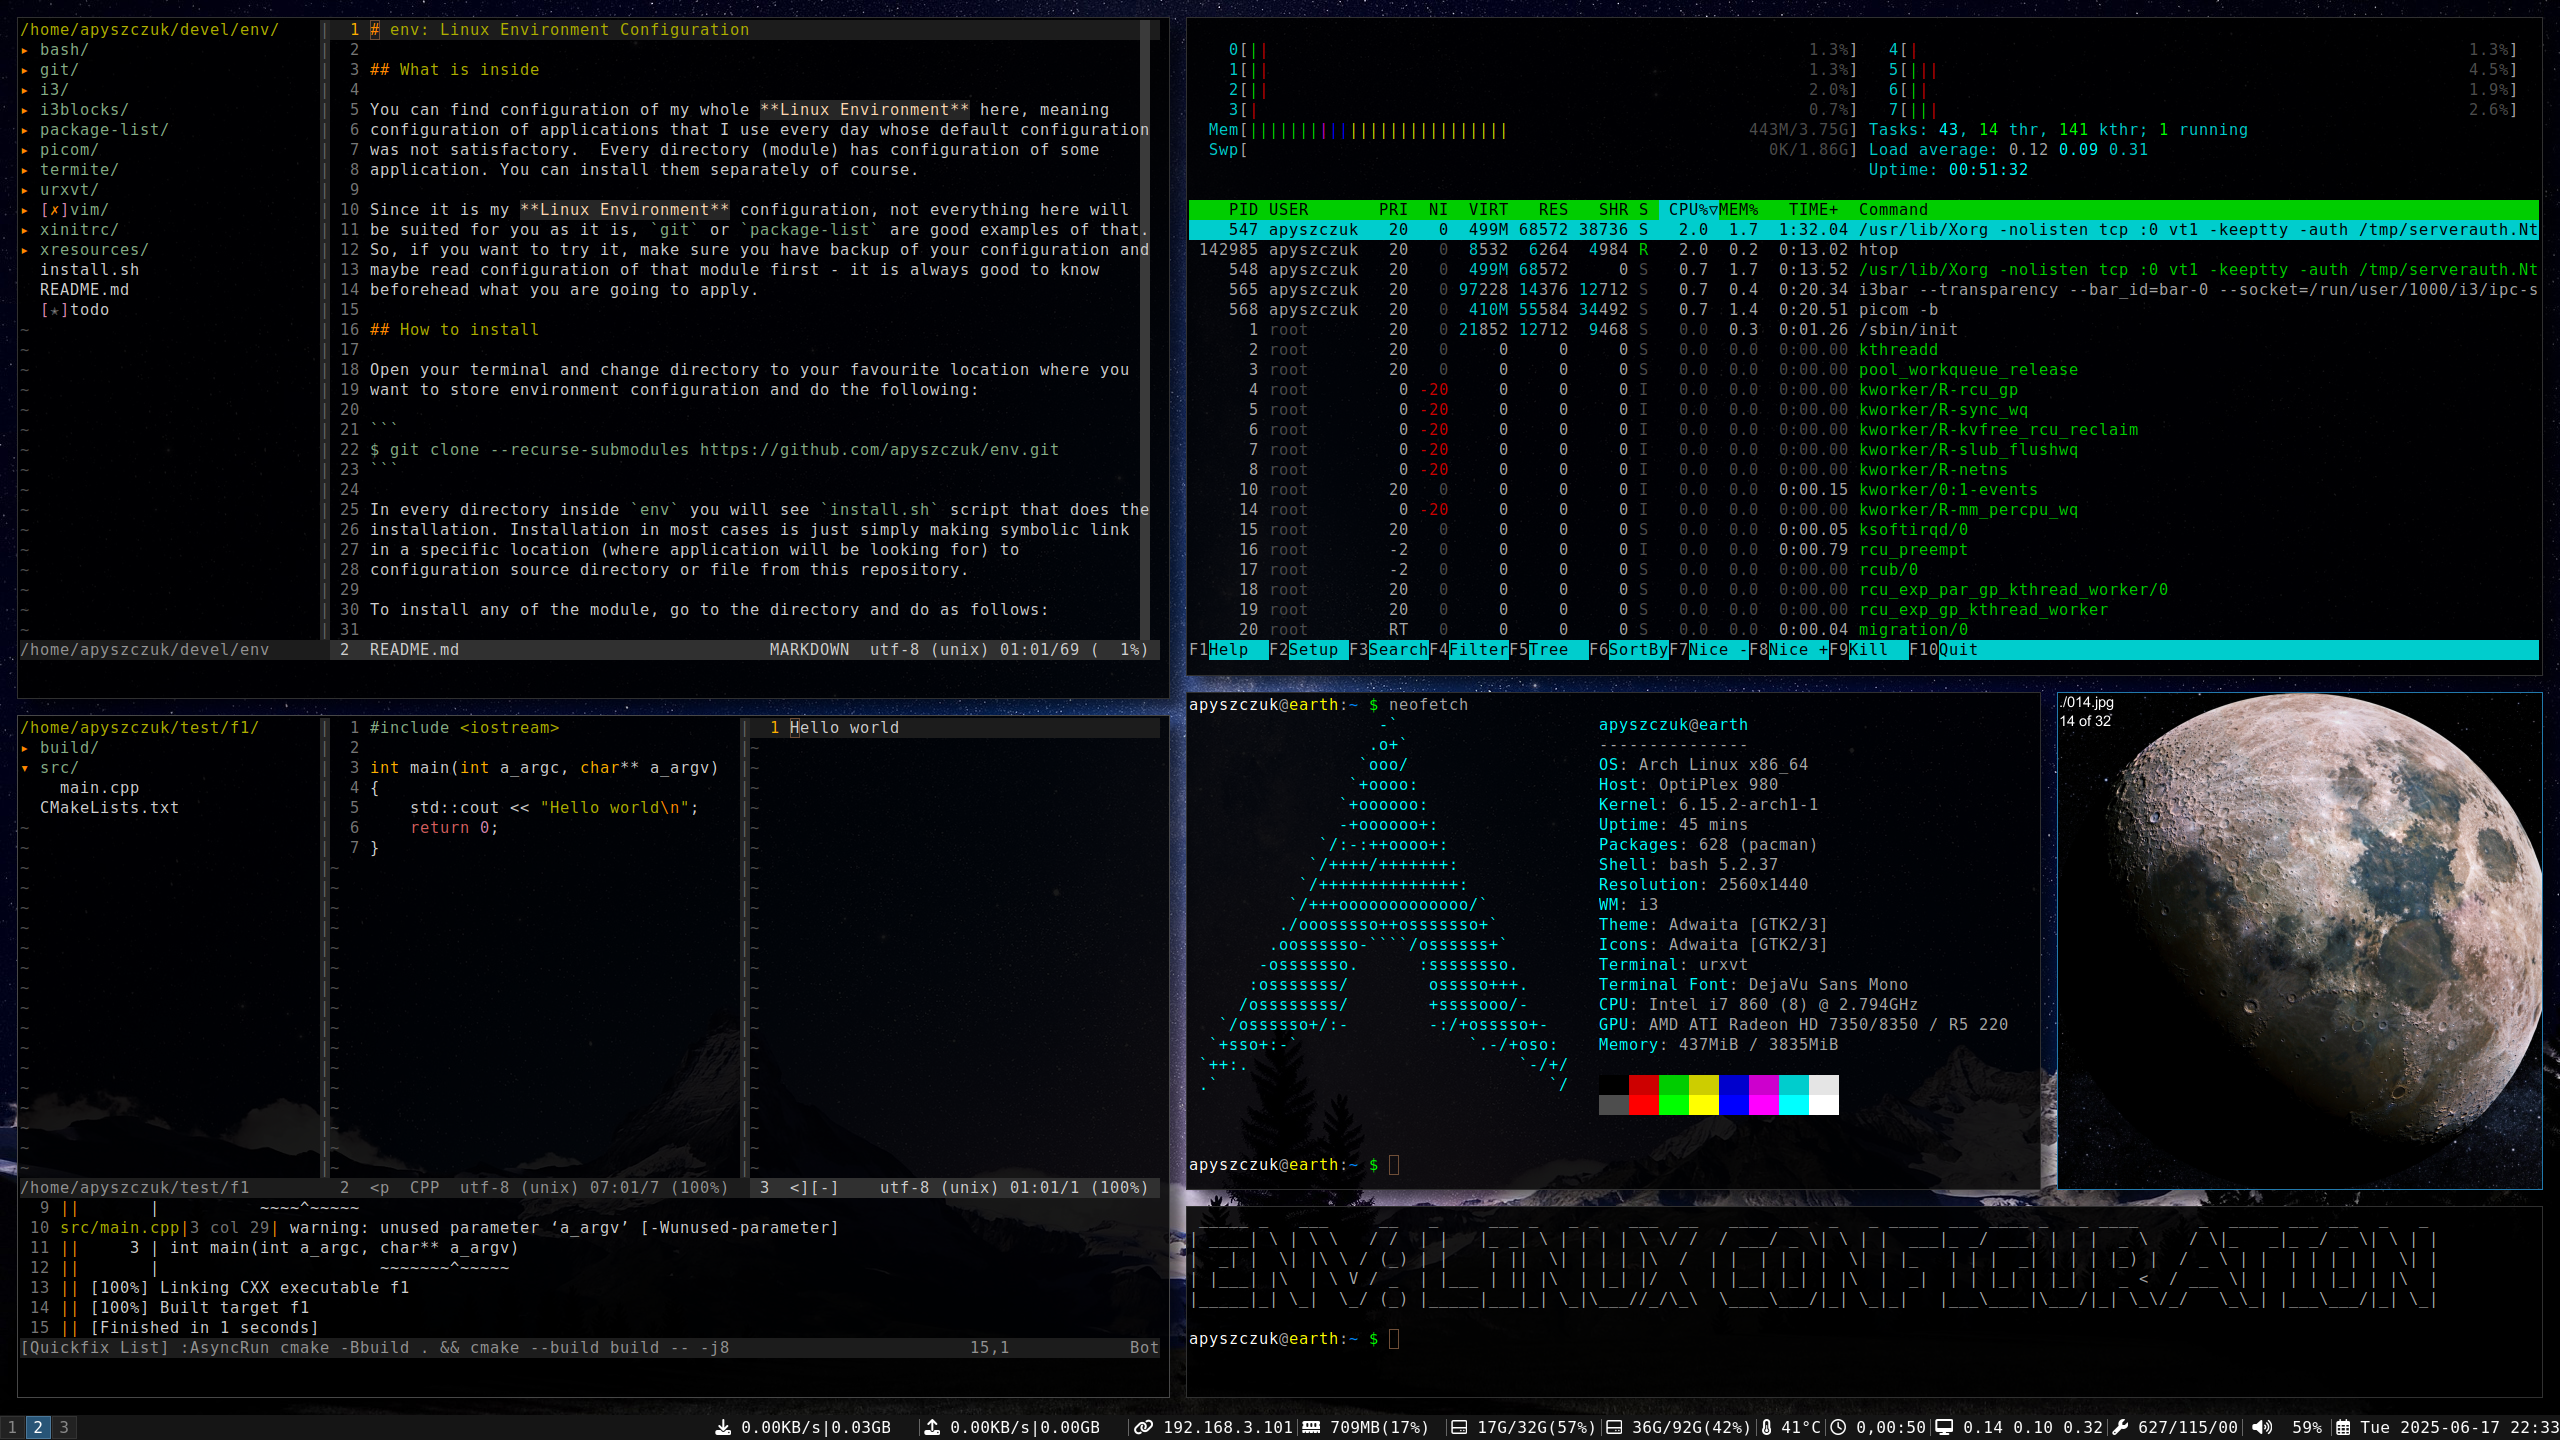 /home/apyszczuk/devel/env/
▸ bash/
▸ git/
▸ i3/
▸ i3blocks/
▸ package-list/
▸ picom/
▸ termite/
▸ urxvt/
▸ [✗]vim/
▸ xinitrc/
▸ xresources/
install.sh
README.md
[★]todo
/home/apyszczuk/devel/env
1 # env: Linux Environment Configuration
2
3 ## What is inside
4
5 You can find configuration of my whole **Linux Environment** here, meaning
6 configuration of applications that I use every day whose default configuration
7 was not satisfactory.  Every directory (module) has configuration of some
8 application. You can install them separately of course.
9
10 Since it is my **Linux Environment** configuration, not everything here will
11 be suited for you as it is, `git` or `package-list` are good examples of that.
12 So, if you want to try it, make sure you have backup of your configuration and
13 maybe read configuration of that module first - it is always good to know
14 beforehead what you are going to apply.
15
16 ## How to install
17
18 Open your terminal and change directory to your favourite location where you
19 want to store environment configuration and do the following:
20
21 ```
22 $ git clone --recurse-submodules https://github.com/apyszczuk/env.git
23 ```
24
25 In every directory inside `env` you will see `install.sh` script that does the
26 installation. Installation in most cases is just simply making symbolic link
27 in a specific location (where application will be looking for) to
28 configuration source directory or file from this repository.
29
30 To install any of the module, go to the directory and do as follows:
31
2 README.md MARKDOWN utf-8 (unix) 01:01/69 (  1%)
0[|| 1.3%] 4[| 1.3%]
1[|| 1.3%] 5[||| 4.5%]
2[|| 2.0%] 6[|| 1.9%]
3[| 0.7%] 7[||| 2.6%]
Mem[|||||||||||||||||||||||||| 443M/3.75G] Tasks: 43, 14 thr, 141 kthr; 1 running
Swp[ 0K/1.86G] Load average: 0.12 0.09 0.31
Uptime: 00:51:32
PID USER PRI NI VIRT RES SHR S CPU%▽MEM% TIME+ Command
547 apyszczuk 20 0 499M 68572 38736 S 2.0 1.7 1:32.04 /usr/lib/Xorg -nolisten tcp :0 vt1 -keeptty -auth /tmp/serverauth.Nt
142985 apyszczuk 20 0 8532 6264 4984 R 2.0 0.2 0:13.02 htop
548 apyszczuk 20 0 499M 68572 0 S 0.7 1.7 0:13.52 /usr/lib/Xorg -nolisten tcp :0 vt1 -keeptty -auth /tmp/serverauth.Nt
565 apyszczuk 20 0 97228 14376 12712 S 0.7 0.4 0:20.34 i3bar --transparency --bar_id=bar-0 --socket=/run/user/1000/i3/ipc-s
568 apyszczuk 20 0 410M 55584 34492 S 0.7 1.4 0:20.51 picom -b
1 root 20 0 21852 12712 9468 S 0.0 0.3 0:01.26 /sbin/init
2 root 20 0 0 0 0 S 0.0 0.0 0:00.00 kthreadd
3 root 20 0 0 0 0 S 0.0 0.0 0:00.00 pool_workqueue_release
4 root 0 -20 0 0 0 I 0.0 0.0 0:00.00 kworker/R-rcu_gp
5 root 0 -20 0 0 0 I 0.0 0.0 0:00.00 kworker/R-sync_wq
6 root 0 -20 0 0 0 I 0.0 0.0 0:00.00 kworker/R-kvfree_rcu_reclaim
7 root 0 -20 0 0 0 I 0.0 0.0 0:00.00 kworker/R-slub_flushwq
8 root 0 -20 0 0 0 I 0.0 0.0 0:00.00 kworker/R-netns
10 root 20 0 0 0 0 I 0.0 0.0 0:00.15 kworker/0:1-events
14 root 0 -20 0 0 0 I 0.0 0.0 0:00.00 kworker/R-mm_percpu_wq
15 root 20 0 0 0 0 S 0.0 0.0 0:00.05 ksoftirqd/0
16 root -2 0 0 0 0 I 0.0 0.0 0:00.79 rcu_preempt
17 root -2 0 0 0 0 S 0.0 0.0 0:00.00 rcub/0
18 root 20 0 0 0 0 S 0.0 0.0 0:00.00 rcu_exp_par_gp_kthread_worker/0
19 root 20 0 0 0 0 S 0.0 0.0 0:00.00 rcu_exp_gp_kthread_worker
20 root RT 0 0 0 0 S 0.0 0.0 0:00.04 migration/0
F1Help F2Setup F3SearchF4FilterF5Tree F6SortByF7Nice -F8Nice +F9Kill F10Quit
/home/apyszczuk/test/f1/
▸ build/
▾ src/
main.cpp
CMakeLists.txt
/home/apyszczuk/test/f1
1 #include <iostream>
2
3 int main(int a_argc, char** a_argv)
4 {
5     std::cout << "Hello world\n";
6     return 0;
7 }
2 <p CPP utf-8 (unix) 07:01/7 (100%)
1 Hello world
3 <][-] utf-8 (unix) 01:01/1 (100%)
9 ||       |          ~~~~^~~~~~
10 src/main.cpp|3 col 29| warning: unused parameter ‘a_argv’ [-Wunused-parameter]
11 ||     3 | int main(int a_argc, char** a_argv)
12 ||       |                      ~~~~~~~^~~~~~
13 || [100%] Linking CXX executable f1
14 || [100%] Built target f1
15 || [Finished in 1 seconds]
[Quickfix List] :AsyncRun cmake -Bbuild . && cmake --build build -- -j8 15,1 Bot
apyszczuk@earth:~ $ neofetch
apyszczuk@earth
---------------
OS: Arch Linux x86_64
Host: OptiPlex 980
Kernel: 6.15.2-arch1-1
Uptime: 45 mins
Packages: 628 (pacman)
Shell: bash 5.2.37
Resolution: 2560x1440
WM: i3
Theme: Adwaita [GTK2/3]
Icons: Adwaita [GTK2/3]
Terminal: urxvt
Terminal Font: DejaVu Sans Mono
CPU: Intel i7 860 (8) @ 2.794GHz
GPU: AMD ATI Radeon HD 7350/8350 / R5 220
Memory: 437MiB / 3835MiB
apyszczuk@earth:~ $
./014.jpg
14 of 32
ENV: LINUX CONFIGURATION
apyszczuk@earth:~ $
1 2 3 0.00KB/s|0.03GB | 0.00KB/s|0.00GB | 192.168.3.101| 709MB(17%) | 17G/32G(57%)| 36G/92G(42%)| 41°C| 0,00:50| 0.14 0.10 0.32| 627/115/00| 59% | Tue 2025-06-17 22:33